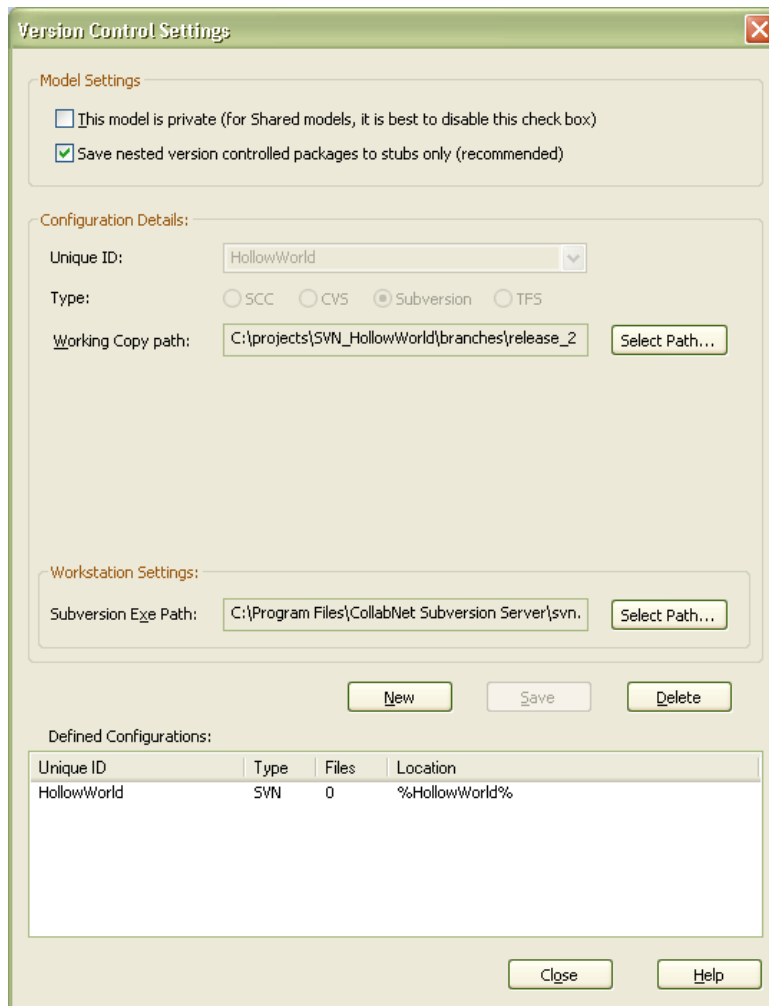 Version Control Settings
Model Settings
This model is private (for Shared models, it is best to disable this check box)
Save nested version controlled packages to stubs only (recommended)
Configuration Details:
Unique ID: HollowWorld
Type: SCC CVS Subversion TFS
Working Copy path: C:\projects\SVN_HollowWorld\branches\release_2 Select Path...
Workstation Settings:
Subversion Exe Path: C:\Program Files\CollabNet Subversion Server\svn. Select Path...
New Save Delete
Defined Configurations:
Unique ID Type Files Location
HollowWorld SVN 0 %HollowWorld%
Close Help